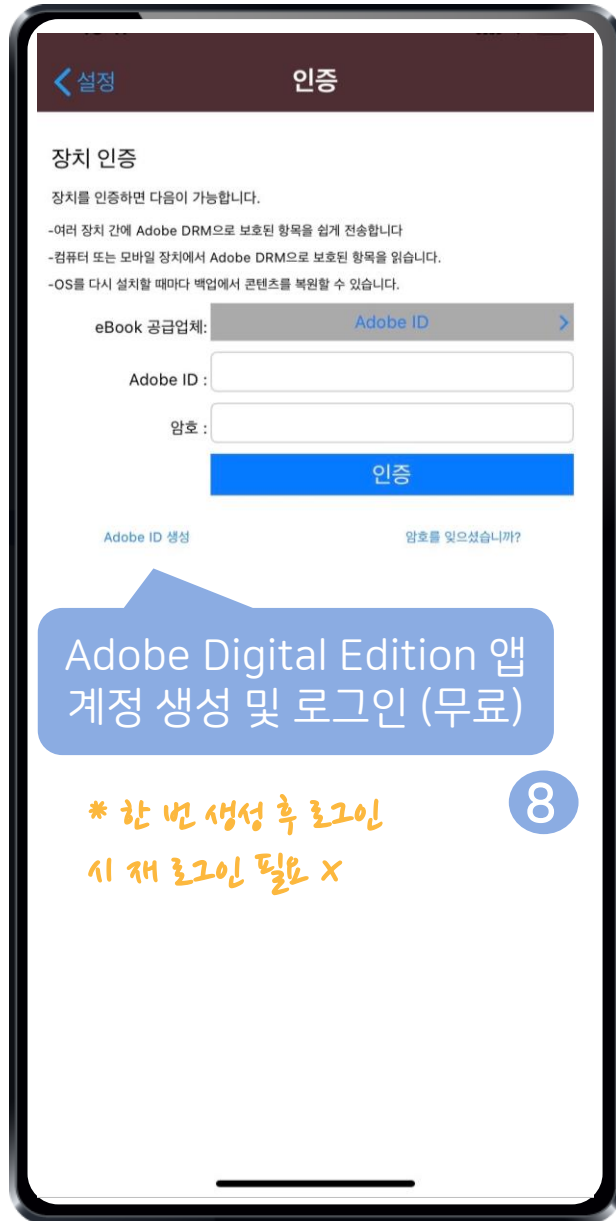 설정
인증
장치 인증
장치를 인증하면 다음이 가능합니다.
-여러 장치 간에 Adobe DRM으로 보호된 항목을 쉽게 전송합니다
-컴퓨터 또는 모바일 장치에서 Adobe DRM으로 보호된 항목을 읽습니다.
-OS를 다시 설치할 때마다 백업에서 콘텐츠를 복원할 수 있습니다.
eBook 공급업체: Adobe ID
Adobe ID :
암호 :
인증
Adobe ID 생성 암호를 잊으셨습니까?
Adobe Digital Edition 앱
계정 생성 및 로그인 (무료)
* 한 번 생성 후 로그인
시 재 로그인 필요 X
8